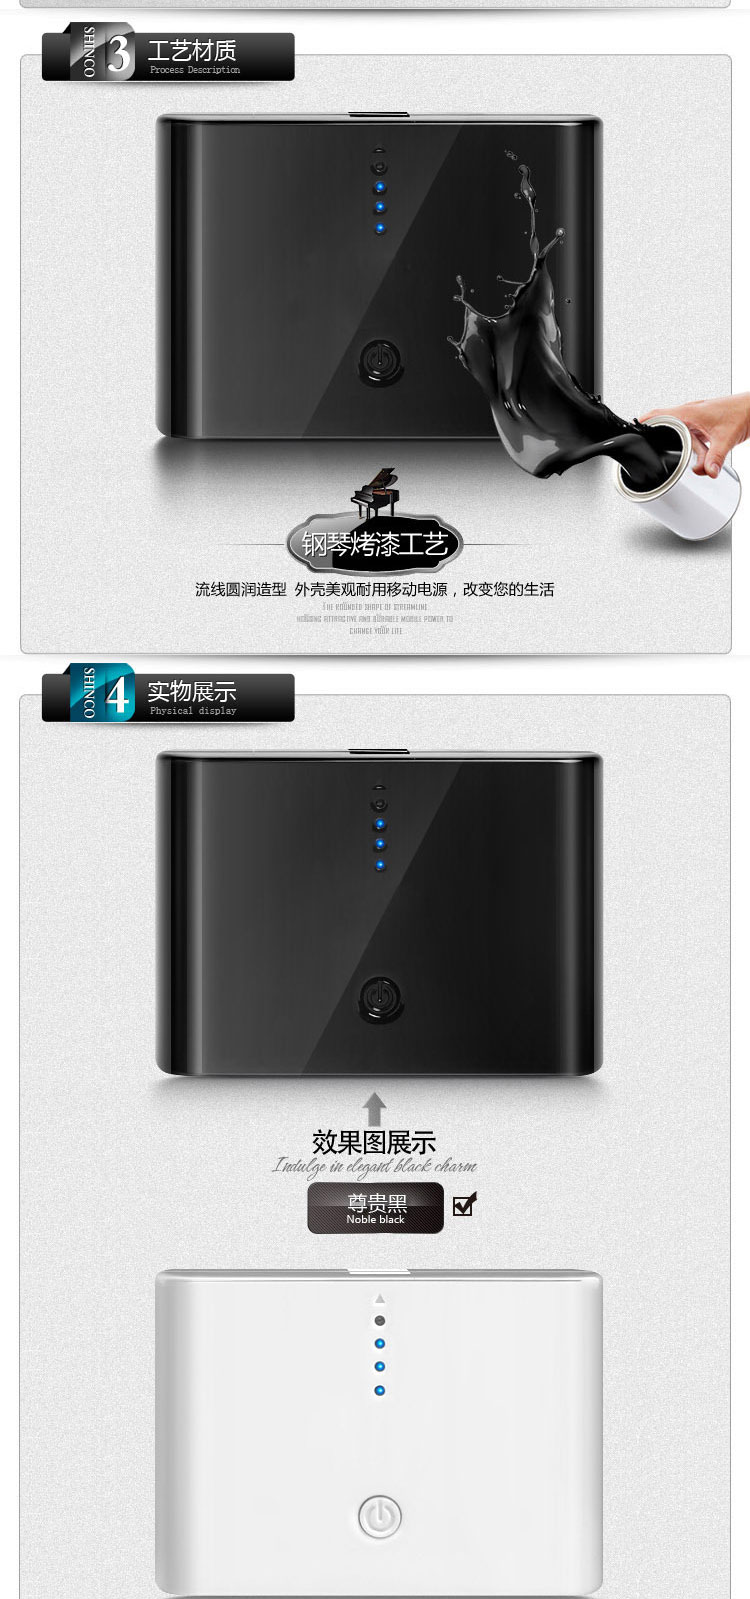 SHINCO
3
工艺材质
Process Description
钢琴烤漆工艺
流线圆润造型 外壳美观耐用移动电源，改变您的生活
THE ROUNDED SHAPE OF STREAMLINE
HOUSING ATTRACTIVE AND DURABLE MOBILE POWER TO
CHANGE YOUR LIFE
SHINCO
4
实物展示
Physical display
效果图展示
Indulge in elegant black charm
尊贵黑
Noble black